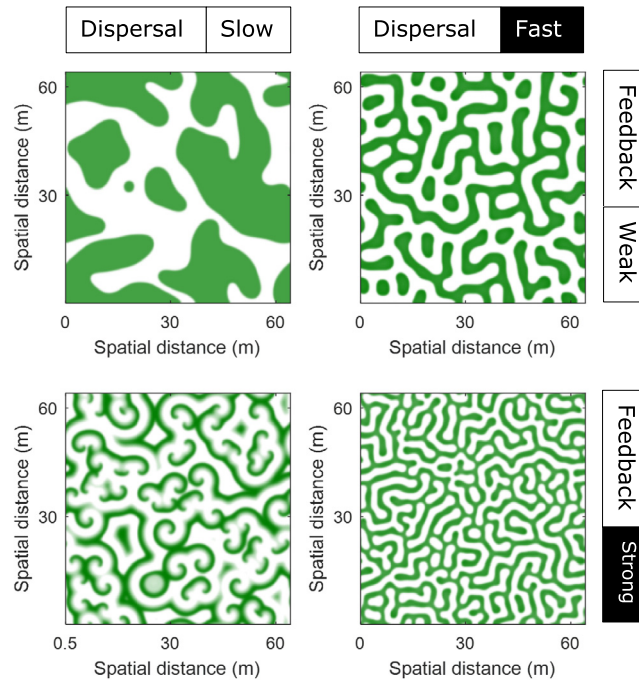 Dispersal Slow
Dispersal Fast
Spatial distance (m)
60
30
0 30 60
Spatial distance (m)
Spatial distance (m)
60
30
0 30 60
Spatial distance (m)
Feedback Weak
Spatial distance (m)
60
30
0.5 30 60
Spatial distance (m)
Spatial distance (m)
60
30
0 30 60
Spatial distance (m)
Feedback Strong